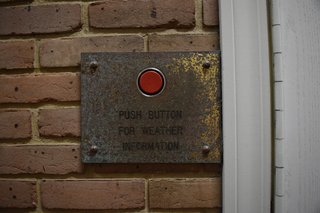 PUSH BUTTON
FOR WEATHER
INFORMATION